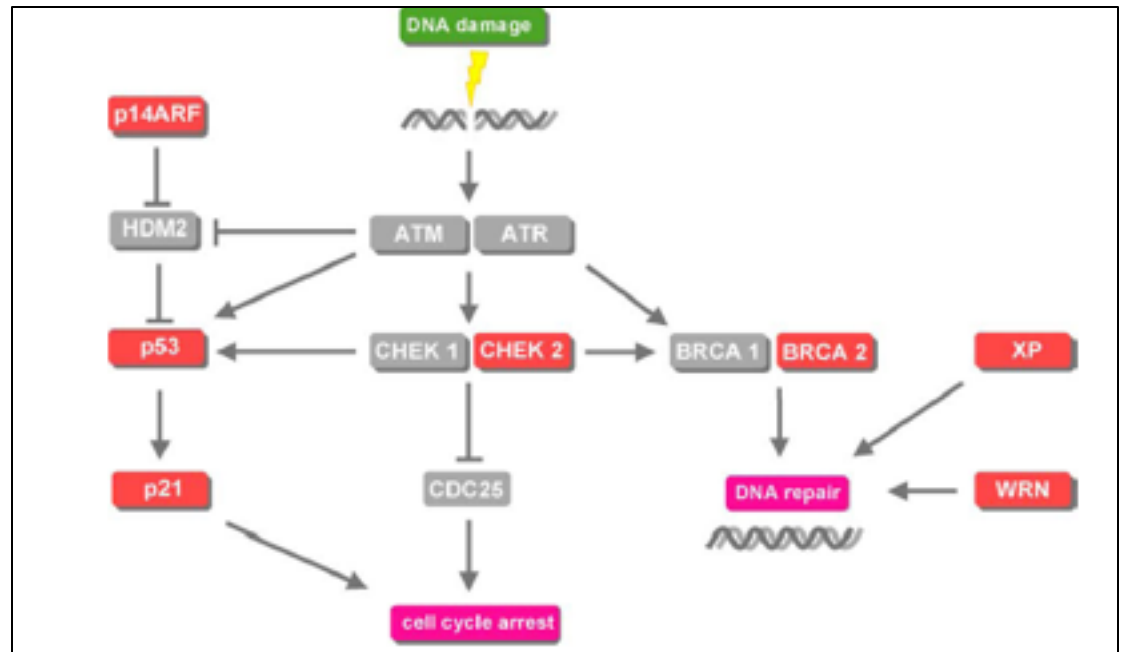 DNA damage
p14ARF
HDM2
ATM
ATR
p53
CHEK 1
CHEK 2
BRCA 1
BRCA 2
XP
p21
CDC25
DNA repair
WRN
cell cycle arrest